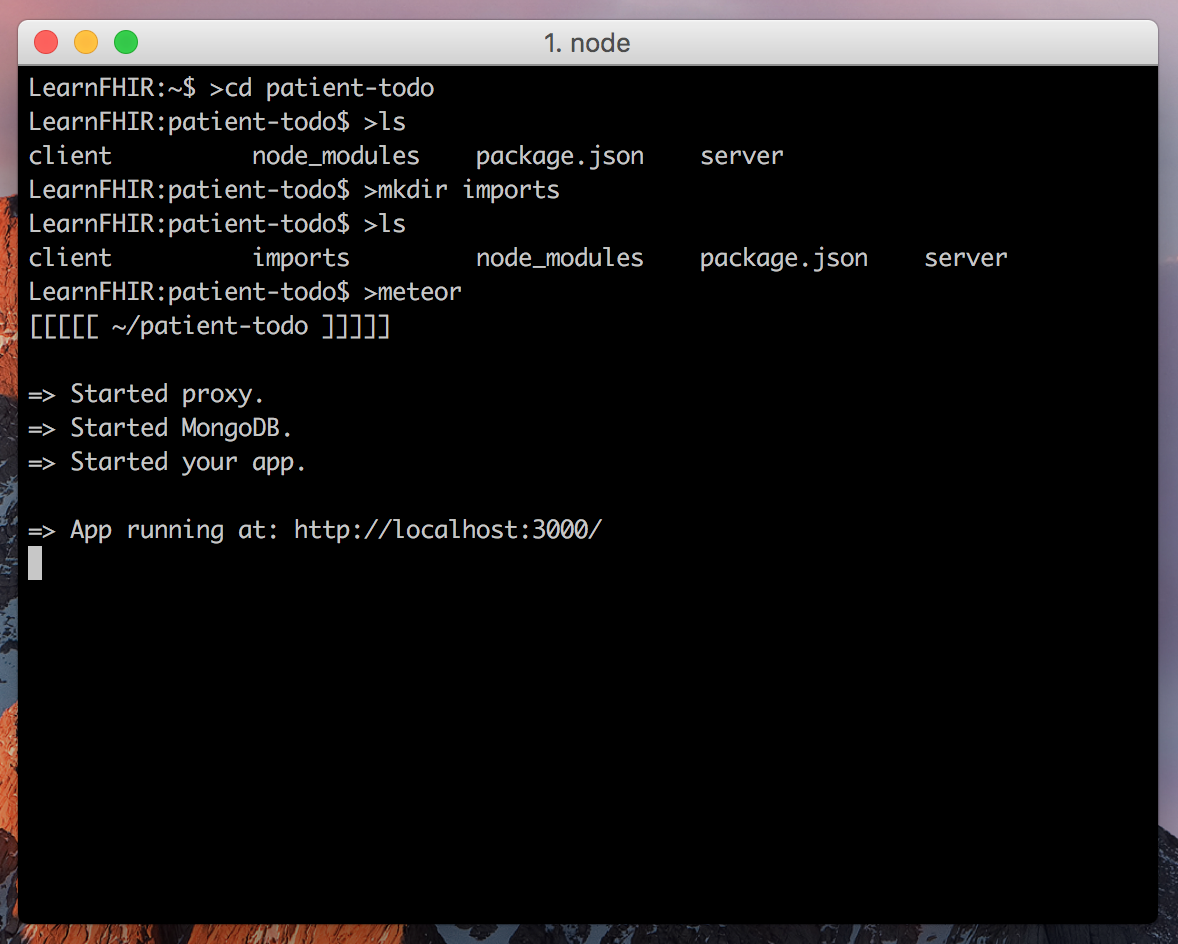 1. node
LearnFHIR:~$ >cd patient-todo
LearnFHIR:patient-todo$ >ls
client          node_modules    package.json    server
LearnFHIR:patient-todo$ >mkdir imports
LearnFHIR:patient-todo$ >ls
client          imports         node_modules    package.json    server
LearnFHIR:patient-todo$ >meteor
[[[[[ ~/patient-todo ]]]]]
=> Started proxy.
=> Started MongoDB.
=> Started your app.
=> App running at: http://localhost:3000/